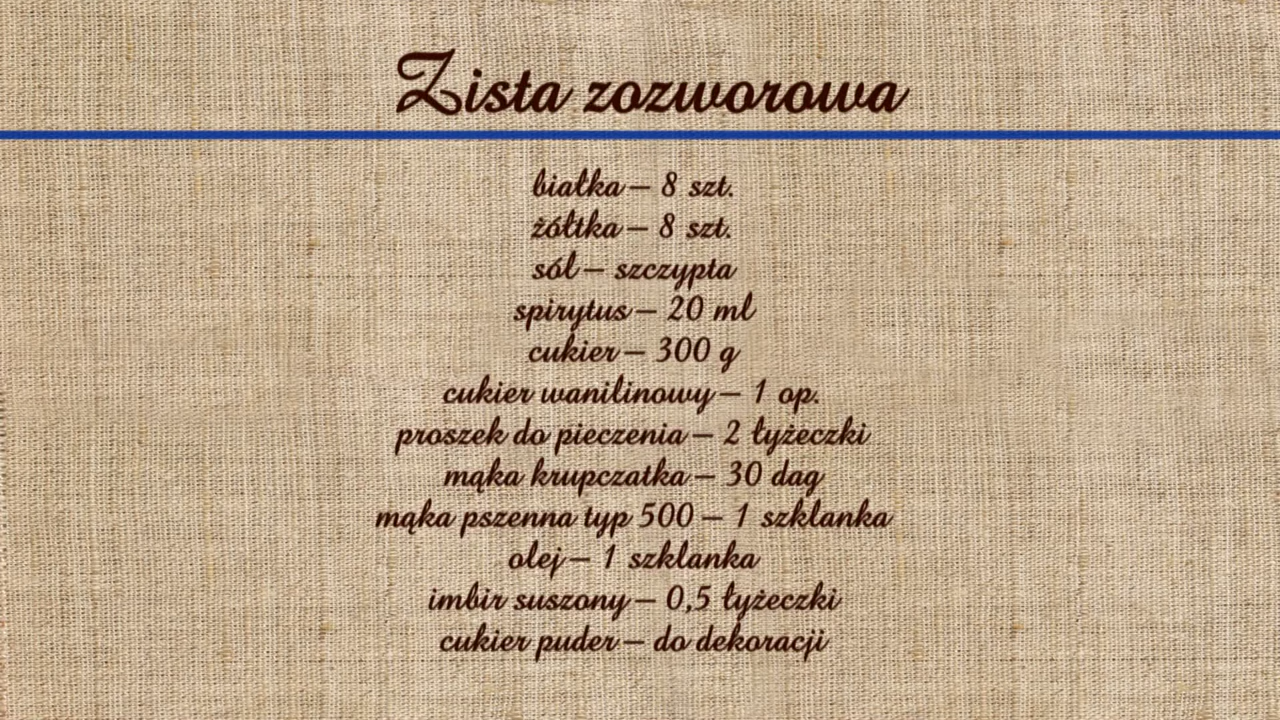 Zista zozworowa
białka – 8 szt.
żółtka – 8 szt.
sól – szczypta
spirytus – 20 ml
cukier – 300 g
cukier wanilinowy – 1 op.
proszek do pieczenia – 2 łyżeczki
mąka krupczatka – 30 dag
mąka pszenna typ 500 – 1 szklanka
olej – 1 szklanka
imbir suszony – 0,5 łyżeczki
cukier puder – do dekoracji